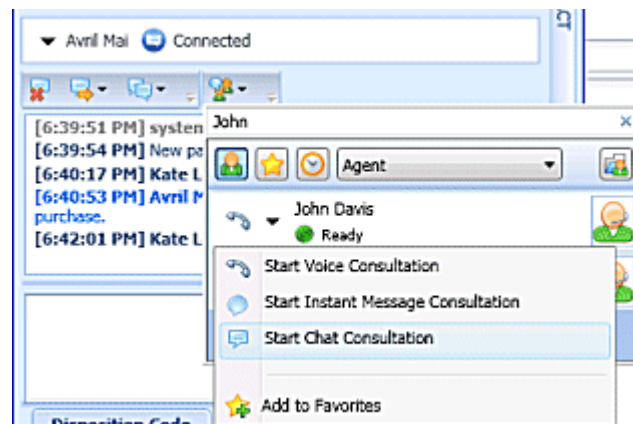 Avril Mai Connected
John
[6:39:51 PM] system
[6:39:54 PM] New pa
[6:40:17 PM] Kate L
[6:40:53 PM] Avril M
purchase.
[6:42:01 PM] Kate L
Agent
John Davis
Ready
Start Voice Consultation
Start Instant Message Consultation
Start Chat Consultation
Add to Favorites
Disposition Code